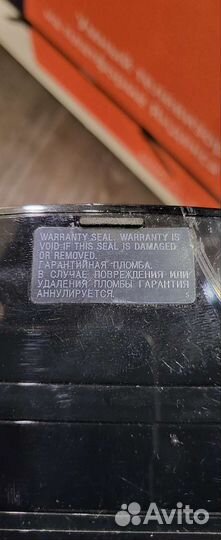 WARRANTY SEAL. WARRANTY IS
VOID IF THIS SEAL IS DAMAGED
OR REMOVED.
ГАРАНТИЙНАЯ ПЛОМБА.
В СЛУЧАЕ ПОВРЕЖДЕНИЯ ИЛИ
УДАЛЕНИЯ ПЛОМБЫ ГАРАНТИЯ
АННУЛИРУЕТСЯ.
Avito